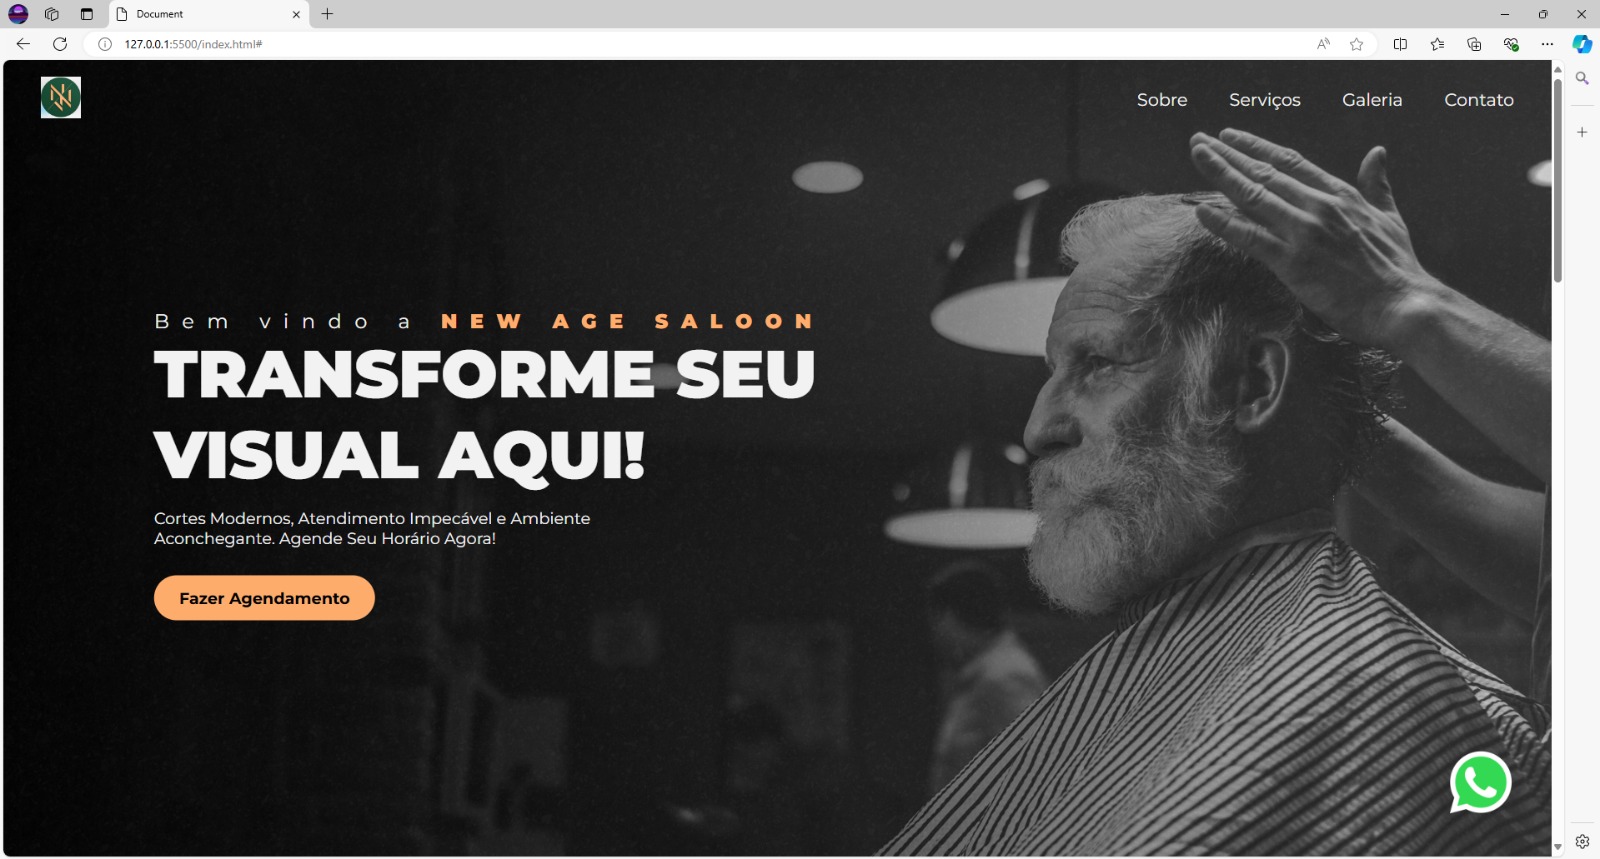 Document
127.0.0.1:5500/index.html#
Sobre
Serviços
Galeria
Contato
Bem vindo a NEW AGE SALOON
TRANSFORME SEU
VISUAL AQUI!
Cortes Modernos, Atendimento Impecável e Ambiente
Aconchegante. Agende Seu Horário Agora!
Fazer Agendamento